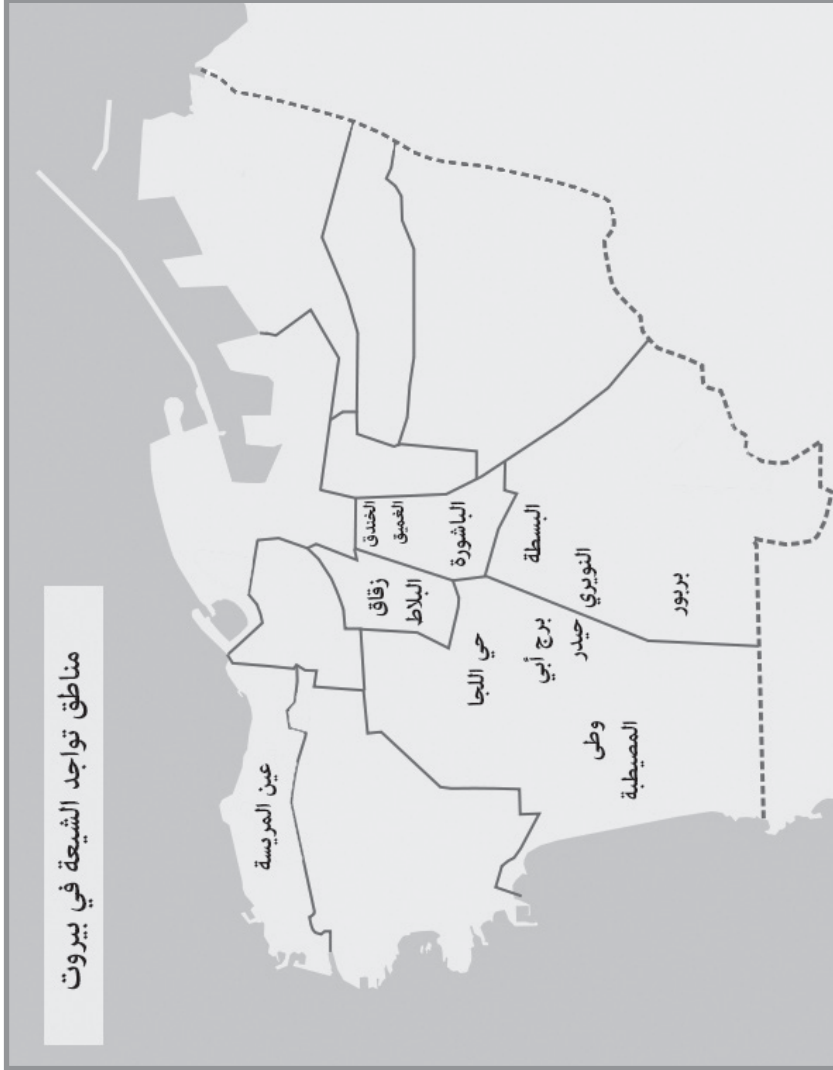 مناطق تواجد الشيعة في بيروت
عين المريسة
زقاق
البلاط
الخندق
الغميق
الباشورة
حي اللجا
البسطة
برج أبي
حيدر
النويري
وطى
المصيطبة
بربور